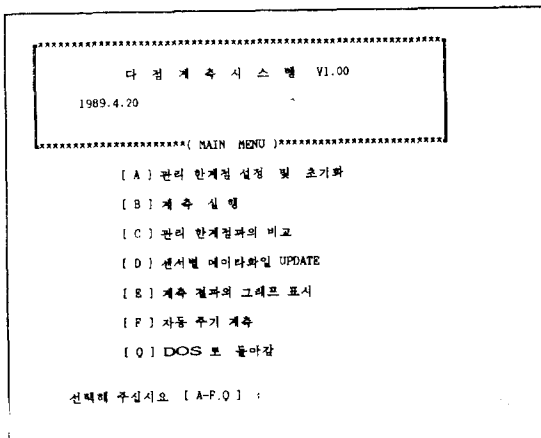 다 점 계 측 시 스 템 V1.00
1989.4.20
( MAIN MENU )
[ A ] 관리 한계점 설정 및 초기화
[ B ] 계 측 실 행
[ C ] 관리 한계점과의 비교
[ D ] 센서별 데이타화일 UPDATE
[ E ] 계측 결과의 그래프 표시
[ F ] 자동 주기 계측
[ Q ] DOS 로 돌아감
선택해 주십시요 [ A-F,Q ] :